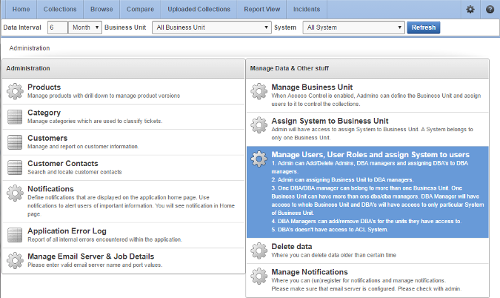 Home Collections Browse Compare Uploaded Collections Report View Incidents
Data Interval 6 Month Business Unit All Business Unit System All System Refresh
Administration
Administration
Products
Manage products with drill down to manage product versions
Category
Manage categories which are used to classify tickets.
Customers
Manage and report on customer information.
Customer Contacts
Search and locate customer contacts
Notifications
Define notifications that are displayed on the application home page. Use
notifications to alert users of important information. You will see notification in Home
page
Application Error Log
Report of all internal errors encountered within the application
Manage Email Server & Job Details
Please enter valid email server name and port values.
Manage Data & Other stuff
Manage Business Unit
When Access Control is enabled, Aadmins can define the Business Unit and assign
users to it to control the collections.
Assign System to Business Unit
Admin will have access to assign System to Business Unit. A System belongs to
only one Business Unit.
Manage Users, User Roles and assign System to users
1. Admin can Add/Delete Admins, DBA managers and assigning DBA's to DBA
managers.
2. Admin can assigning Business Unit to DBA managers.
3. One DBA/DBA manager can belong to more than one Business Unit. One
Business Unit can have more than one dba/dba managers. DBA Manager will have
access to whole Business Unit and DBA's will have access to only particular System
of Business Unit.
4. DBA Managers can add/remove DBA's for the units they have access to.
5. DBA's doesn't have access to ACL System.
Delete data
Where you can delete data older than certain time
Manage Notifications
Where you can run|register for notifications and manage notifications.
Please make sure that email server is configured. Please check with admin